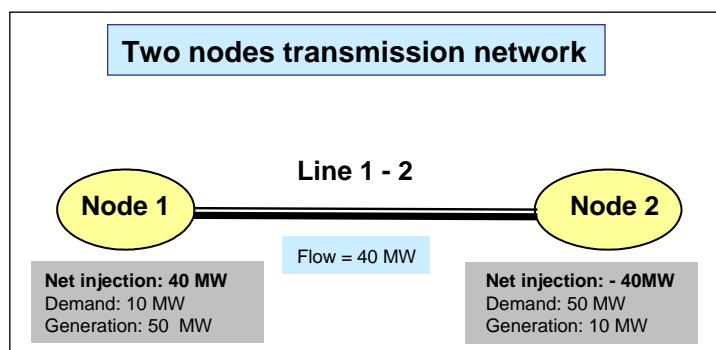 Two nodes transmission network
Line 1 - 2
Node 1
Node 2
Flow = 40 MW
Net injection: 40 MW
Demand: 10 MW
Generation: 50 MW
Net injection: - 40MW
Demand: 50 MW
Generation: 10 MW